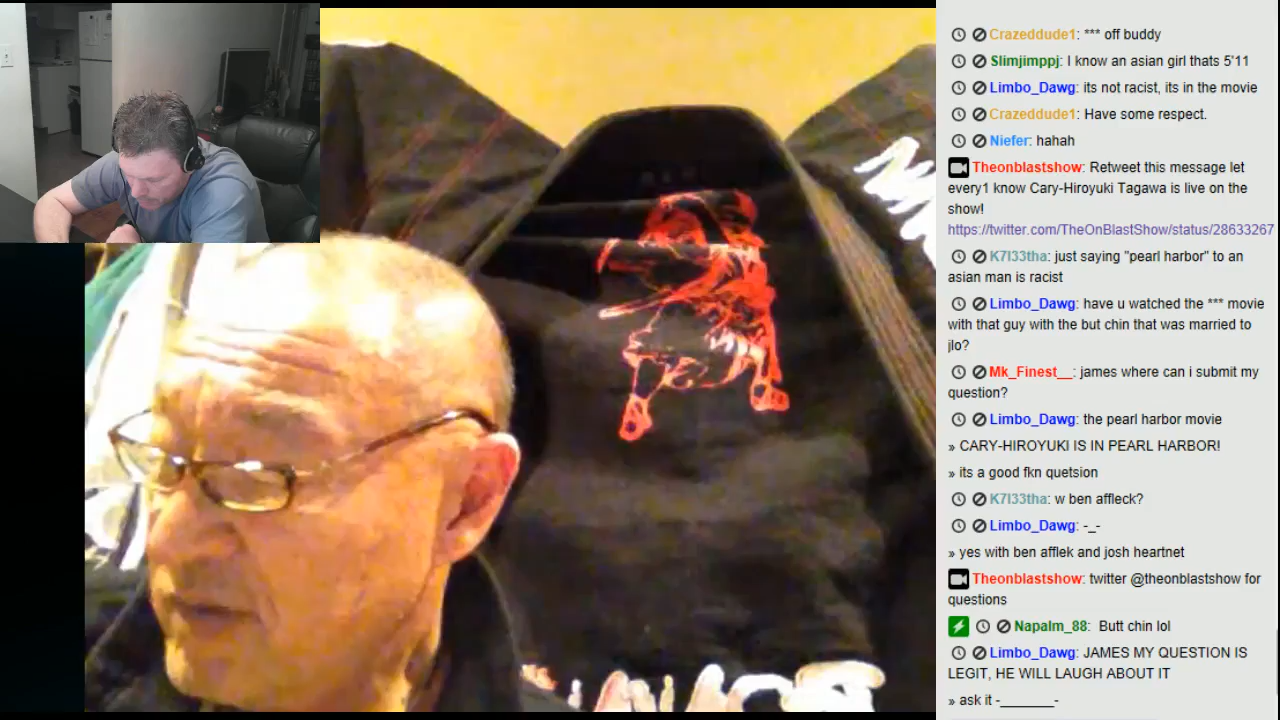 Crazeddude1: *** off buddy
Slimjimppj: I know an asian girl thats 5'11
Limbo_Dawg: its not racist, its in the movie
Crazeddude1: Have some respect.
Niefer: hahah
Theonblastshow: Retweet this message let
every1 know Cary-Hiroyuki Tagawa is live on the
show!
https://twitter.com/TheOnBlastShow/status/28633267
K7l33tha: just saying "pearl harbor" to an
asian man is racist
Limbo_Dawg: have u watched the *** movie
with that guy with the but chin that was married to
jlo?
Mk_Finest__: james where can i submit my
question?
Limbo_Dawg: the pearl harbor movie
» CARY-HIROYUKI IS IN PEARL HARBOR!
» its a good fkn quetsion
K7l33tha: w ben affleck?
Limbo_Dawg: -_-
» yes with ben afflek and josh heartnet
Theonblastshow: twitter @theonblastshow for
questions
Napalm_88: Butt chin lol
Limbo_Dawg: JAMES MY QUESTION IS
LEGIT, HE WILL LAUGH ABOUT IT
» ask it -_______-